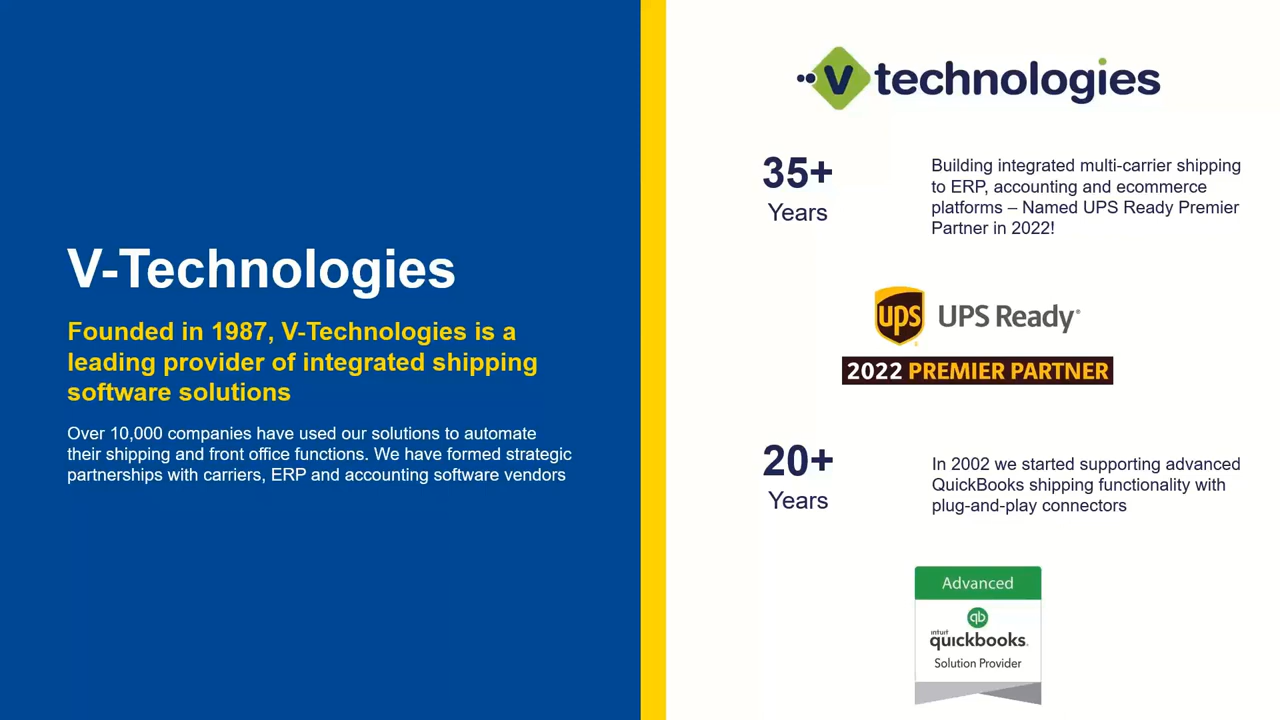 V-Technologies
Founded in 1987, V-Technologies is a
leading provider of integrated shipping
software solutions
Over 10,000 companies have used our solutions to automate
their shipping and front office functions. We have formed strategic
partnerships with carriers, ERP and accounting software vendors
V technologies
35+
Years
Building integrated multi-carrier shipping
to ERP, accounting and ecommerce
platforms – Named UPS Ready Premier
Partner in 2022!
ups
UPS Ready®
2022 PREMIER PARTNER
20+
Years
In 2002 we started supporting advanced
QuickBooks shipping functionality with
plug-and-play connectors
Advanced
qb
intuit
quickbooks.
Solution Provider